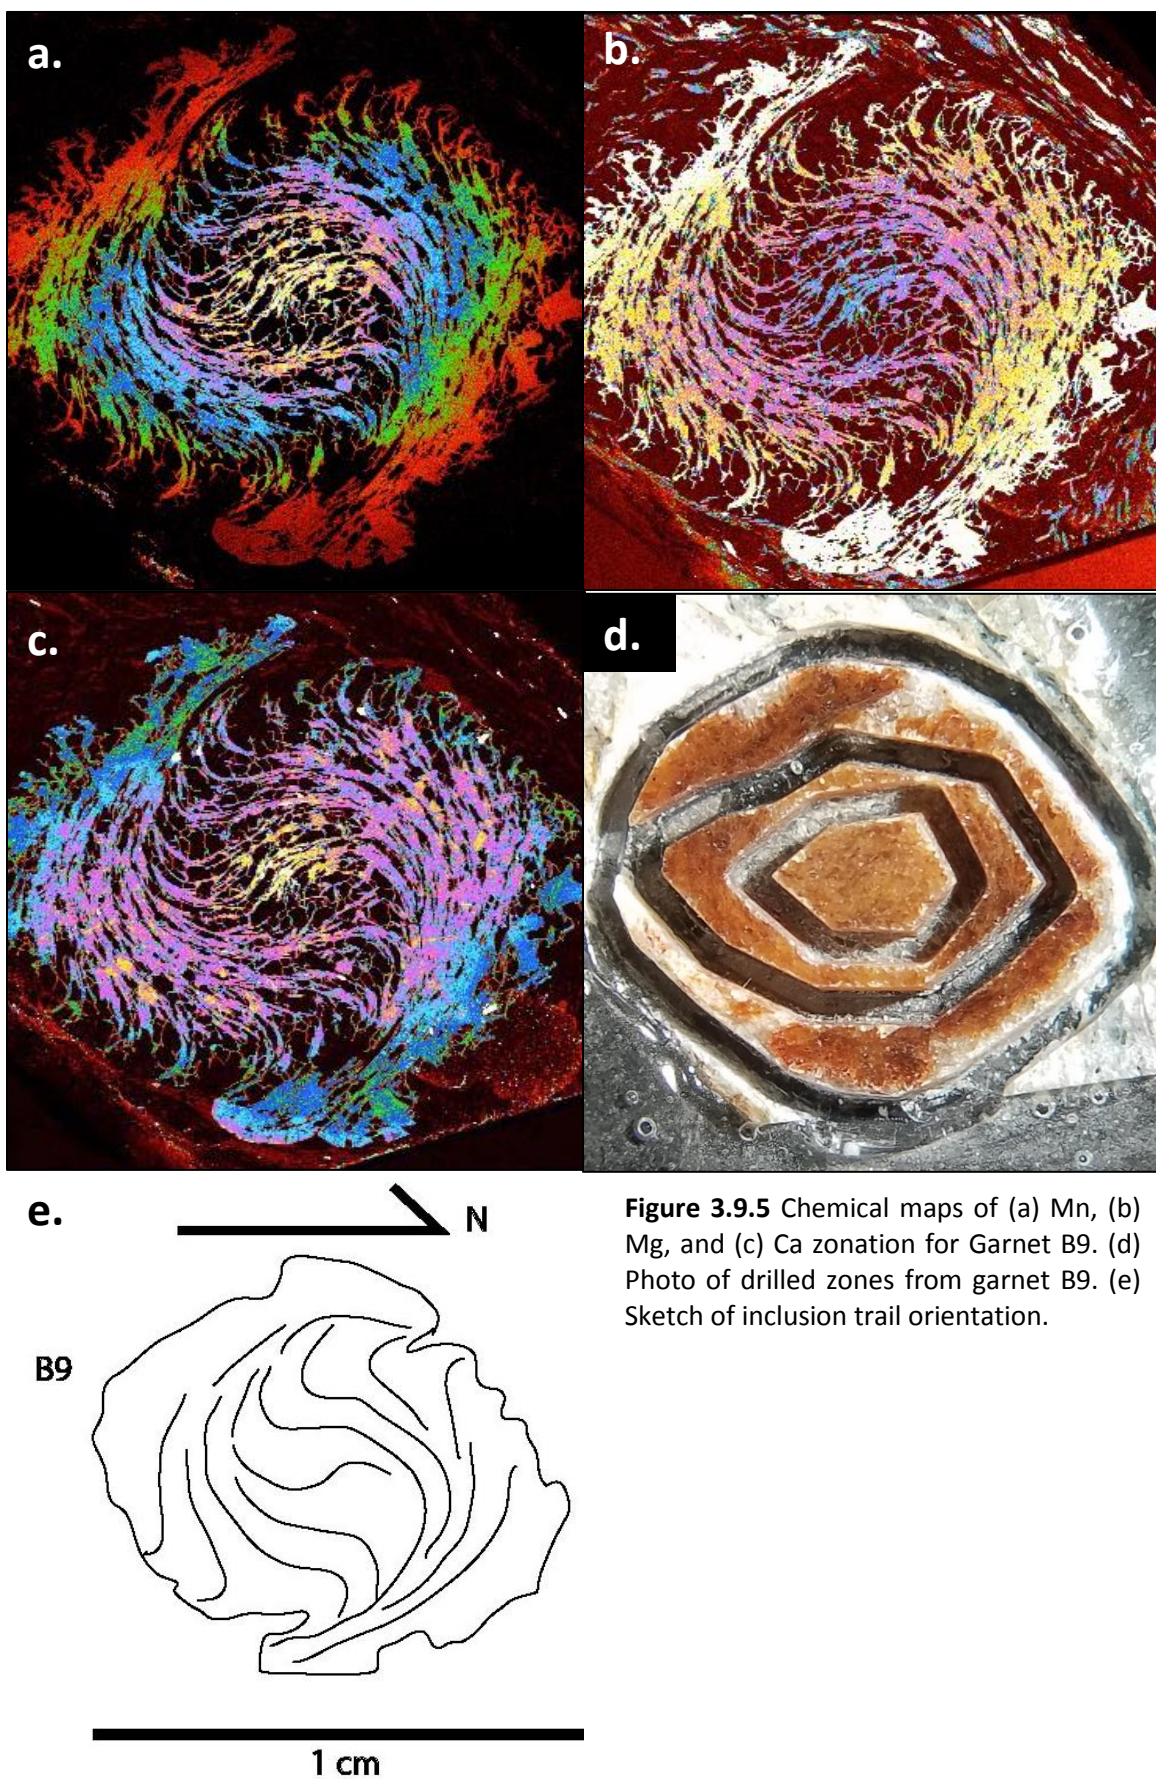 a.
b.
c.
d.
e.
N
B9
1 cm
Figure 3.9.5 Chemical maps of (a) Mn, (b)
Mg, and (c) Ca zonation for Garnet B9. (d)
Photo of drilled zones from garnet B9. (e)
Sketch of inclusion trail orientation.